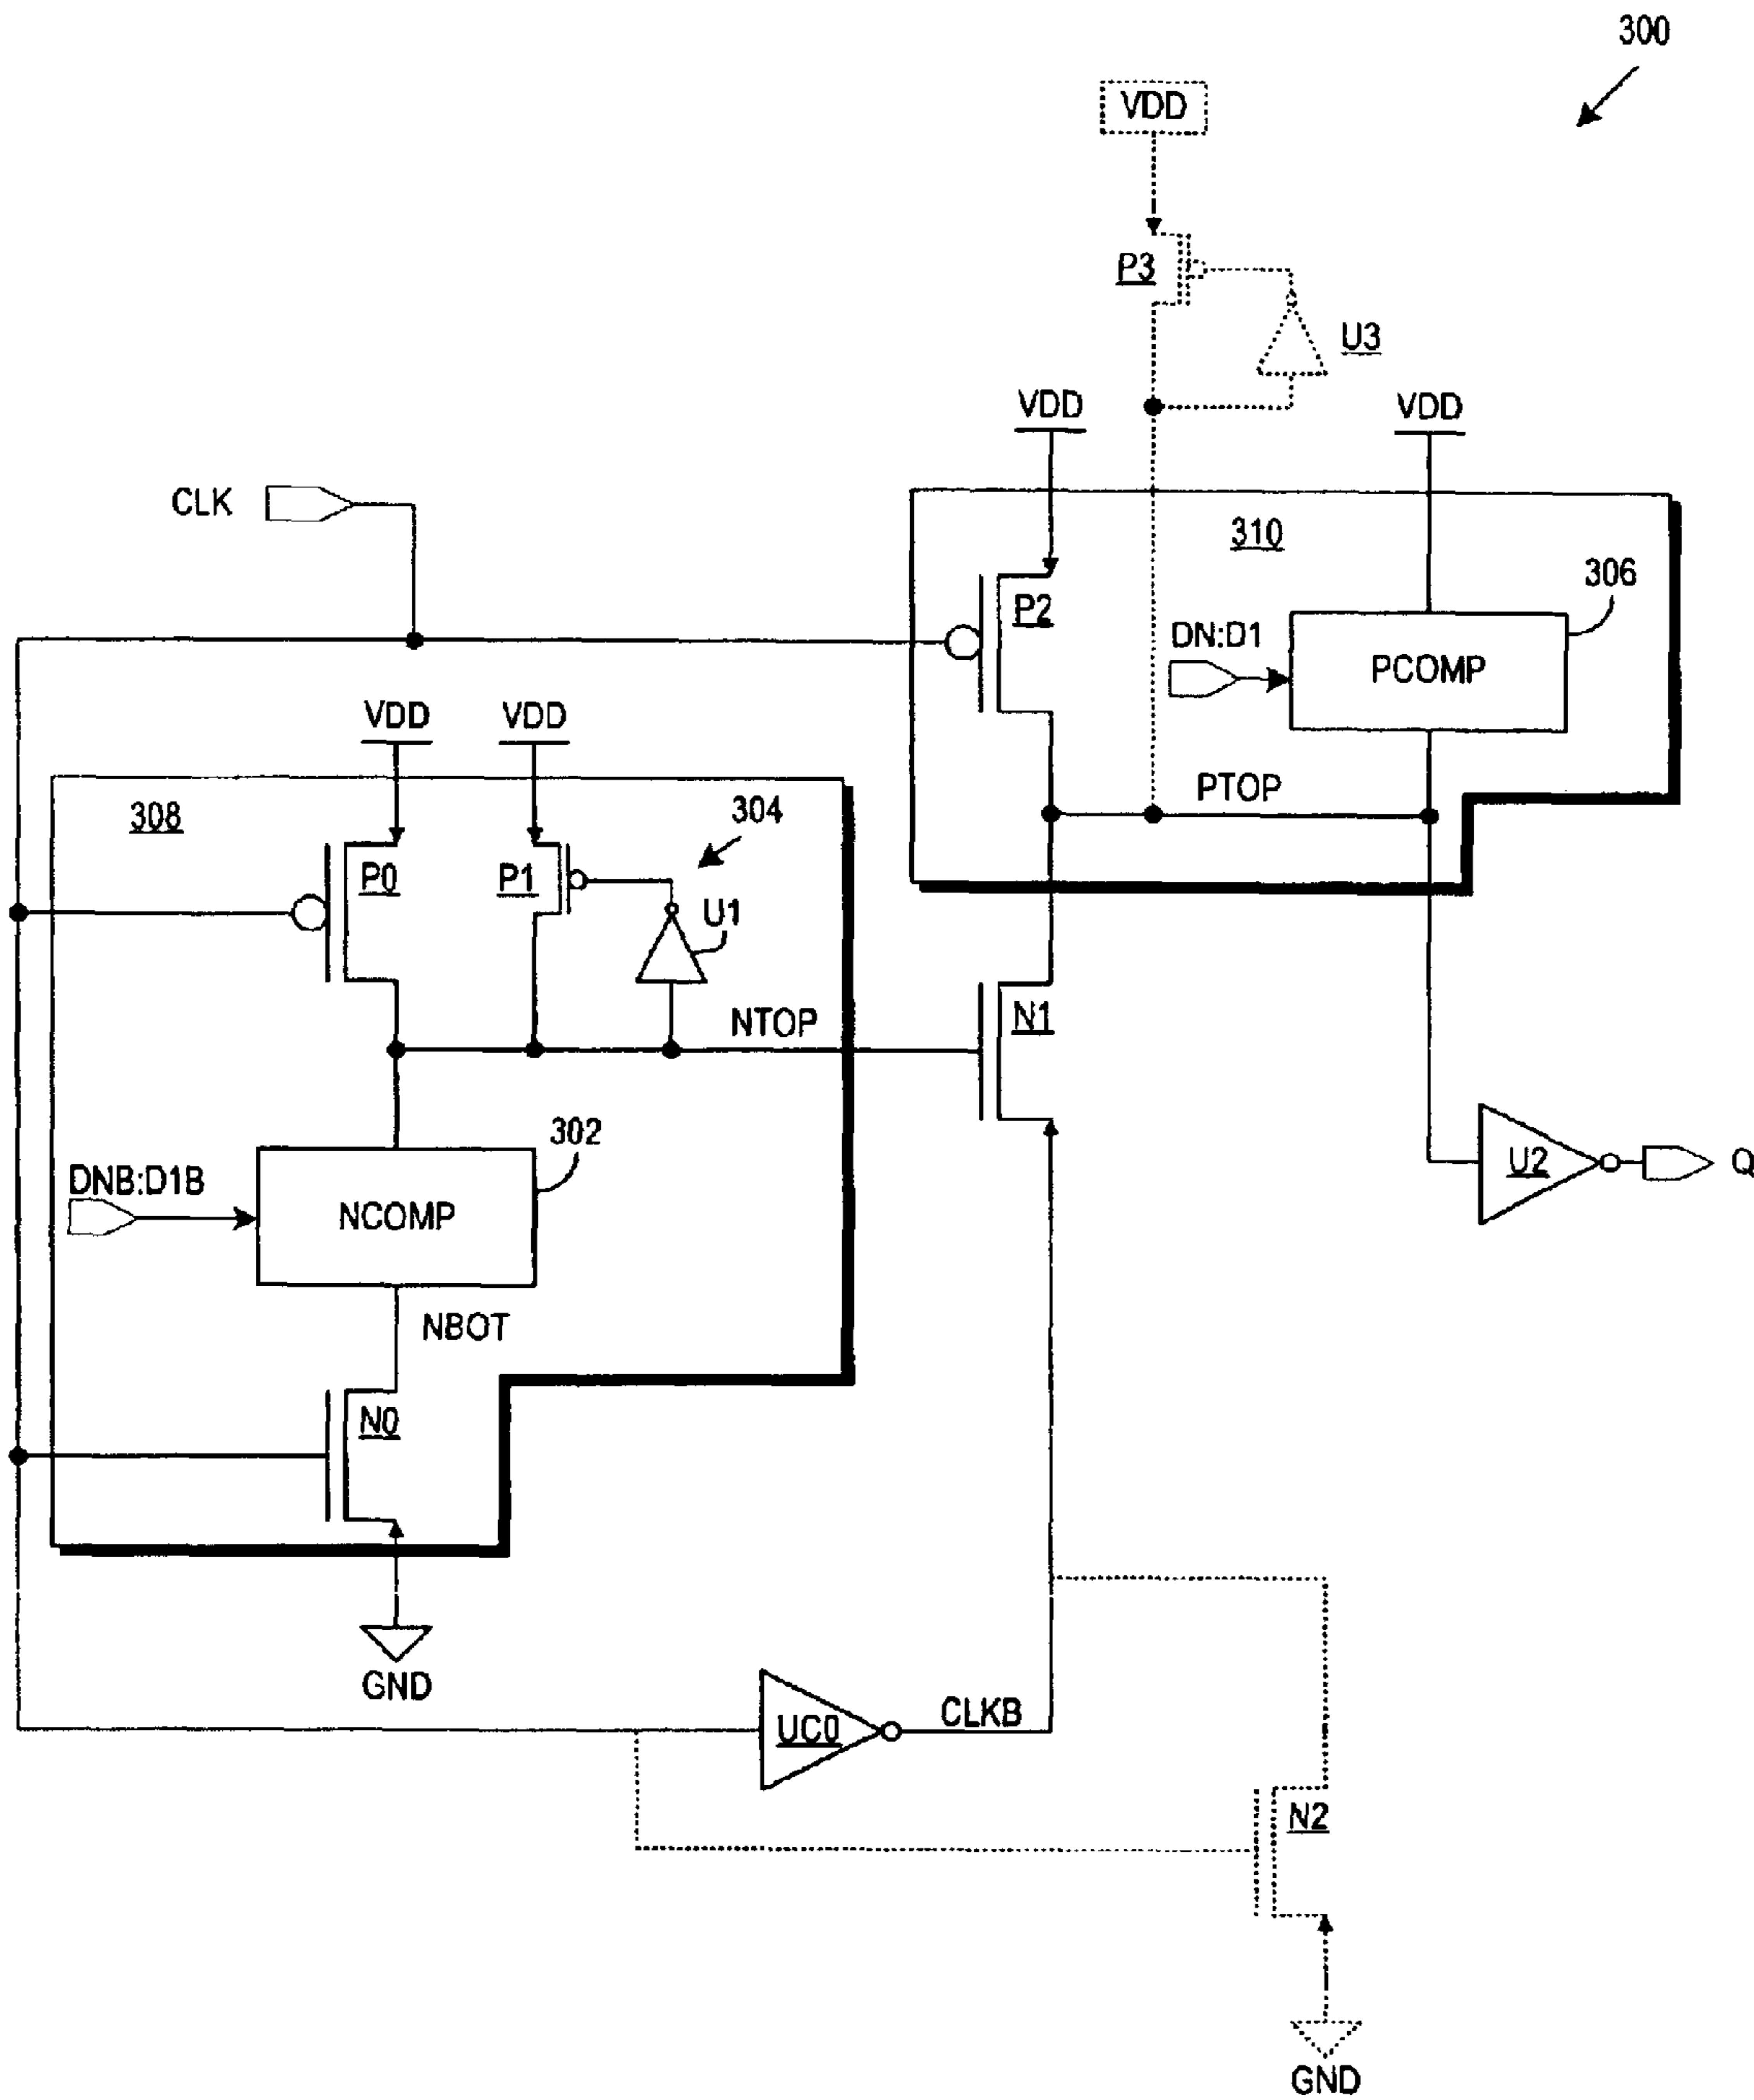 300
VDD
P3
U3
VDD
VDD
CLK
310
306
P2
DN:D1
PCOMP
VDD
VDD
PTOP
308
304
P0
P1
U1
NTOP
N1
302
DNB:D1B
NCOMP
U2
Q
NBOT
N0
GND
UC0
CLKB
N2
GND